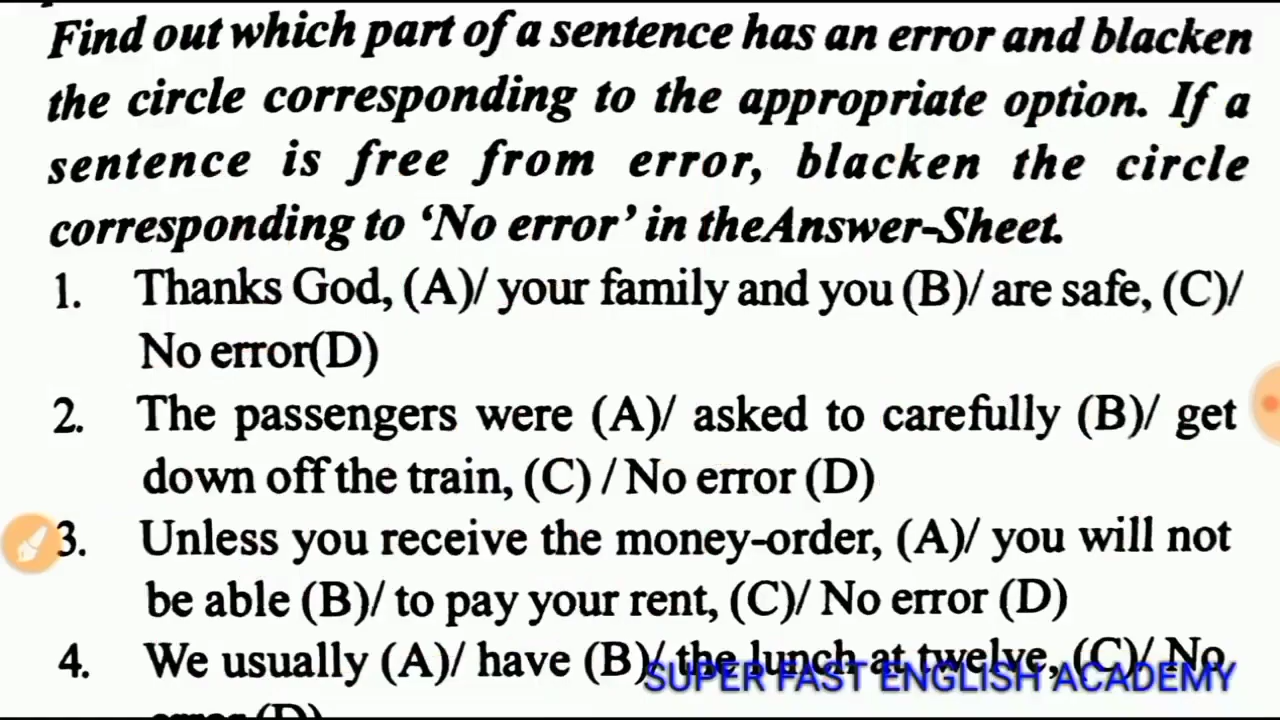 Find out which part of a sentence has an error and blacken
the circle corresponding to the appropriate option. If a
sentence is free from error, blacken the circle
corresponding to ‘No error’ in theAnswer-Sheet.
1. Thanks God, (A)/ your family and you (B)/ are safe, (C)/
No error(D)
2. The passengers were (A)/ asked to carefully (B)/ get
down off the train, (C) / No error (D)
3. Unless you receive the money-order, (A)/ you will not
be able (B)/ to pay your rent, (C)/ No error (D)
4. We usually (A)/ have (B)/ the lunch at twelve, (C)/ No
SUPER FAST ENGLISH ACADEMY
error (D)